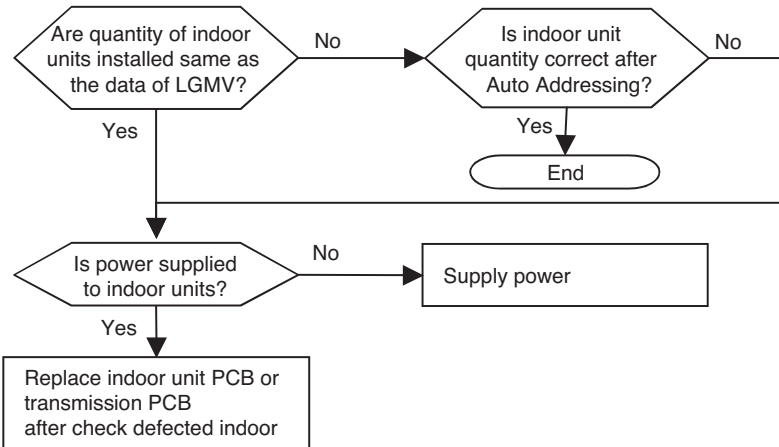 Are quantity of indoor
units installed same as
the data of LGMV?
No
Is indoor unit
quantity correct after
Auto Addressing?
No
Yes
Yes
End
Is power supplied
to indoor units?
No
Supply power
Yes
Replace indoor unit PCB or
transmission PCB
after check defected indoor